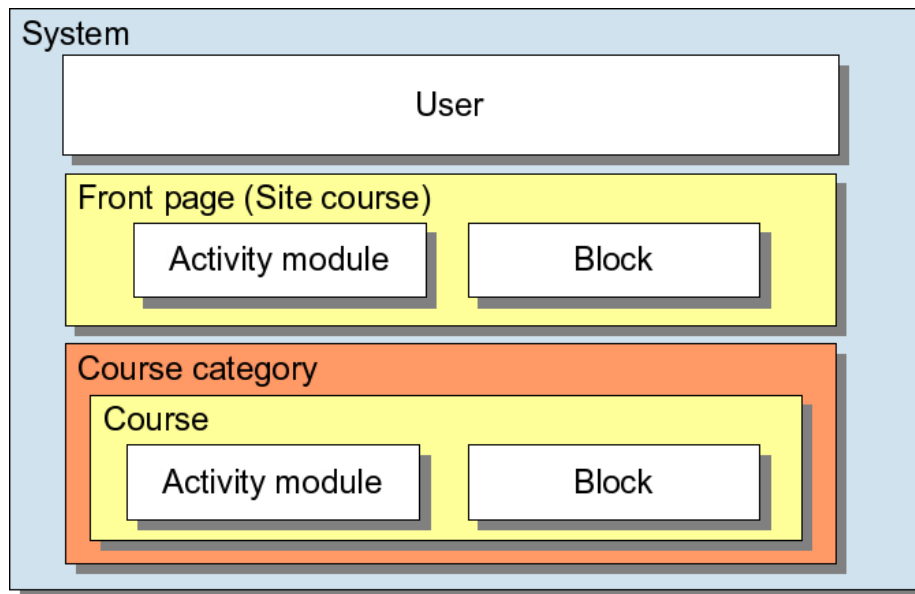 System
User
Front page (Site course)
Activity module
Block
Course category
Course
Activity module
Block